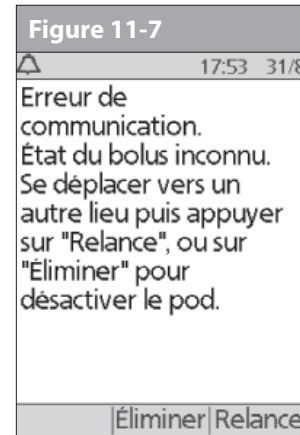 Figure 11-7
17:53 31/8
Erreur de
communication.
État du bolus inconnu.
Se déplacer vers un
autre lieu puis appuyer
sur "Relance", ou sur
"Éliminer" pour
désactiver le pod.
|Éliminer|Relance